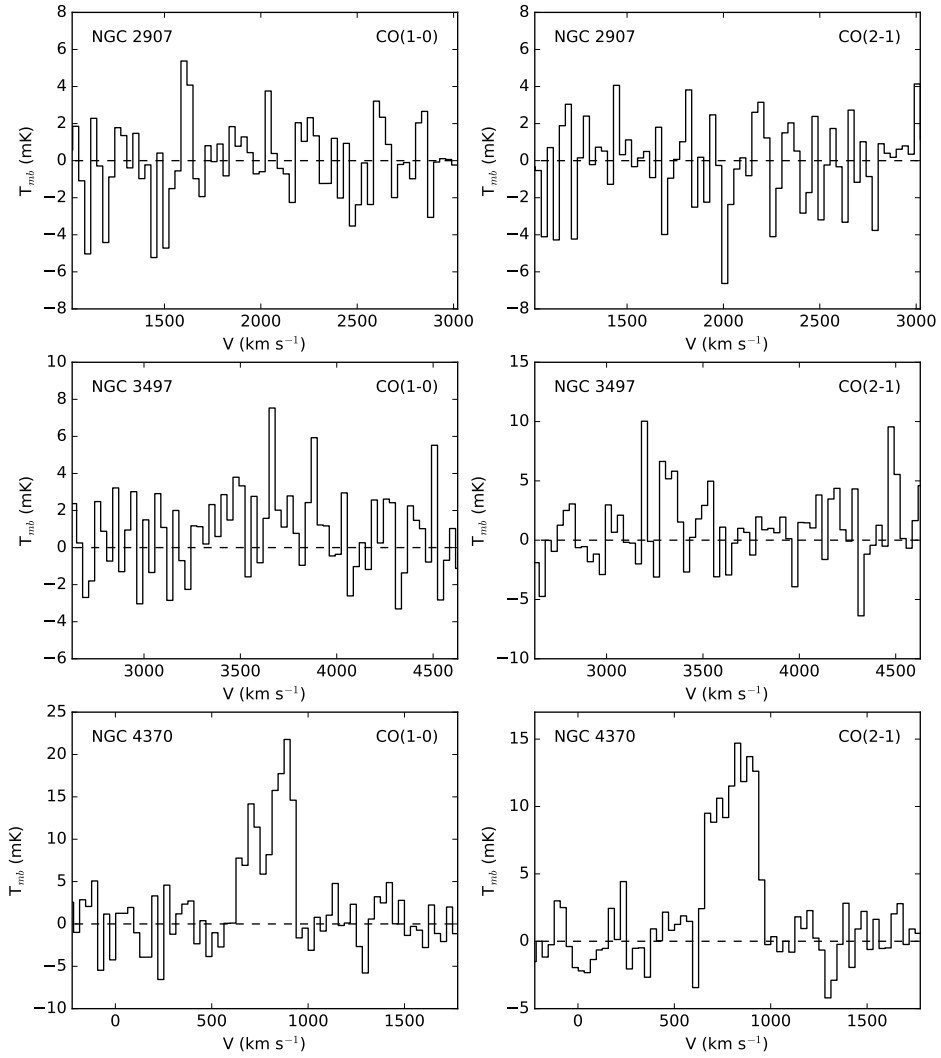 8
6
4
2
0
−2
−4
−6
−8
T_mb (mK)
NGC 2907 CO(1-0)
1500 2000 2500 3000
V (km s⁻¹)
8
6
4
2
0
−2
−4
−6
−8
T_mb (mK)
NGC 2907 CO(2-1)
1500 2000 2500 3000
V (km s⁻¹)
10
8
6
4
2
0
−2
−4
−6
T_mb (mK)
NGC 3497 CO(1-0)
3000 3500 4000 4500
V (km s⁻¹)
15
10
5
0
−5
−10
T_mb (mK)
NGC 3497 CO(2-1)
3000 3500 4000 4500
V (km s⁻¹)
25
20
15
10
5
0
−5
−10
T_mb (mK)
NGC 4370 CO(1-0)
0 500 1000 1500
V (km s⁻¹)
15
10
5
0
−5
T_mb (mK)
NGC 4370 CO(2-1)
0 500 1000 1500
V (km s⁻¹)